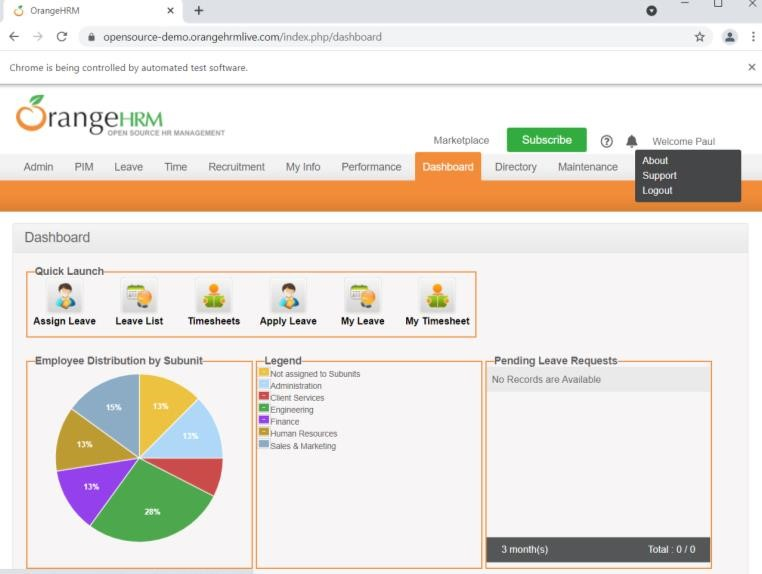 OrangeHRM
opensource-demo.orangehrmlive.com/index.php/dashboard
Chrome is being controlled by automated test software.
OrangeHRM
OPEN SOURCE HR MANAGEMENT
Marketplace Subscribe Welcome Paul
Admin PIM Leave Time Recruitment My Info Performance Dashboard Directory Maintenance
About
Support
Logout
Dashboard
Quick Launch
Assign Leave Leave List Timesheets Apply Leave My Leave My Timesheet
Employee Distribution by Subunit
15% 13%
13%
13%
13%
28%
Legend
Not assigned to Subunits
Administration
Client Services
Engineering
Finance
Human Resources
Sales & Marketing
Pending Leave Requests
No Records are Available
3 month(s) Total : 0 / 0